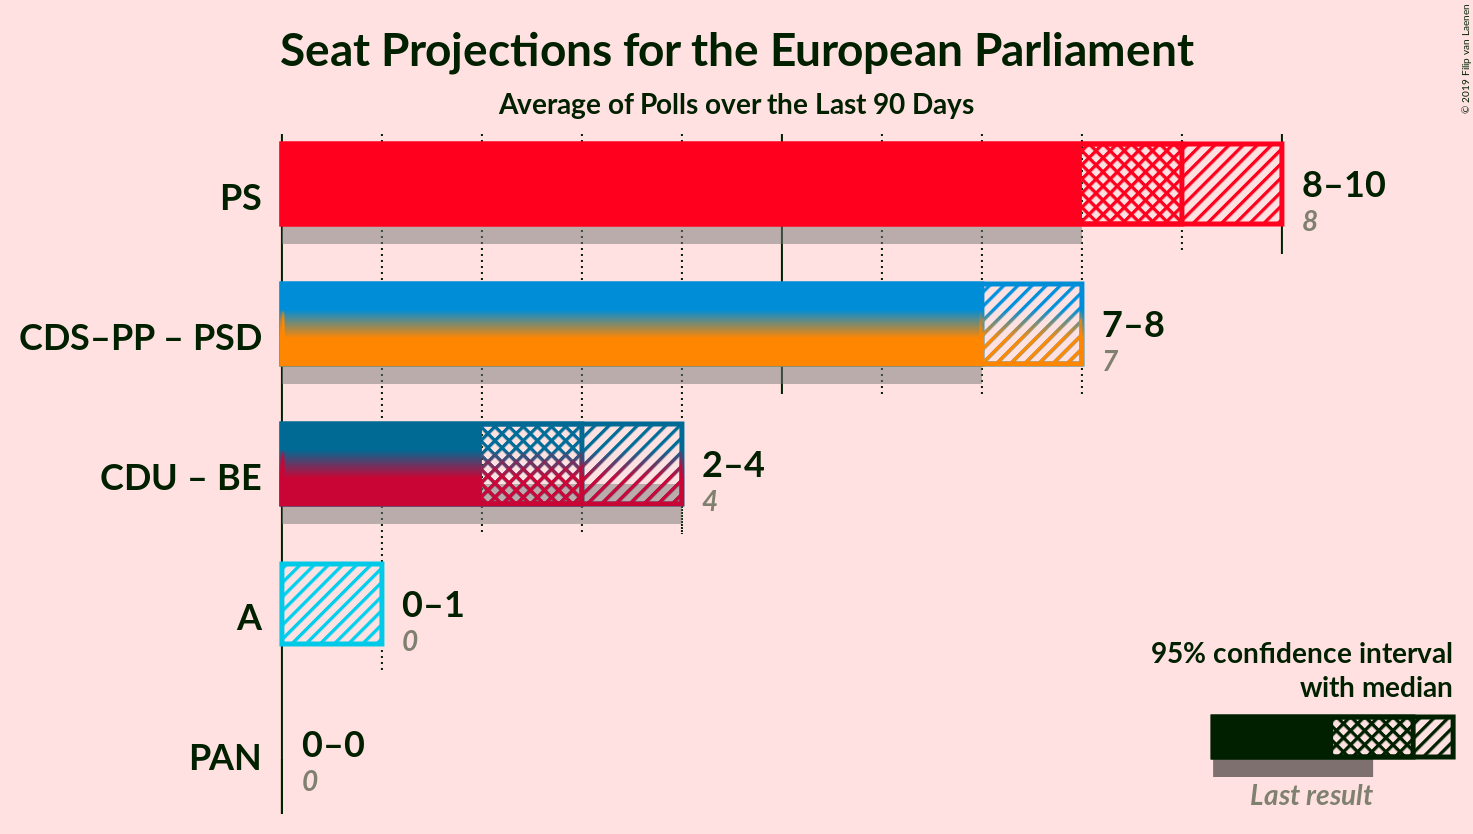 Seat Projections for the European Parliament
Average of Polls over the Last 90 Days
© 2019 Filip van Laenen
PS
8–10
8
CDS–PP – PSD
7–8
7
CDU – BE
2–4
4
A
0–1
0
PAN
0–0
0
95% confidence interval
with median
Last result